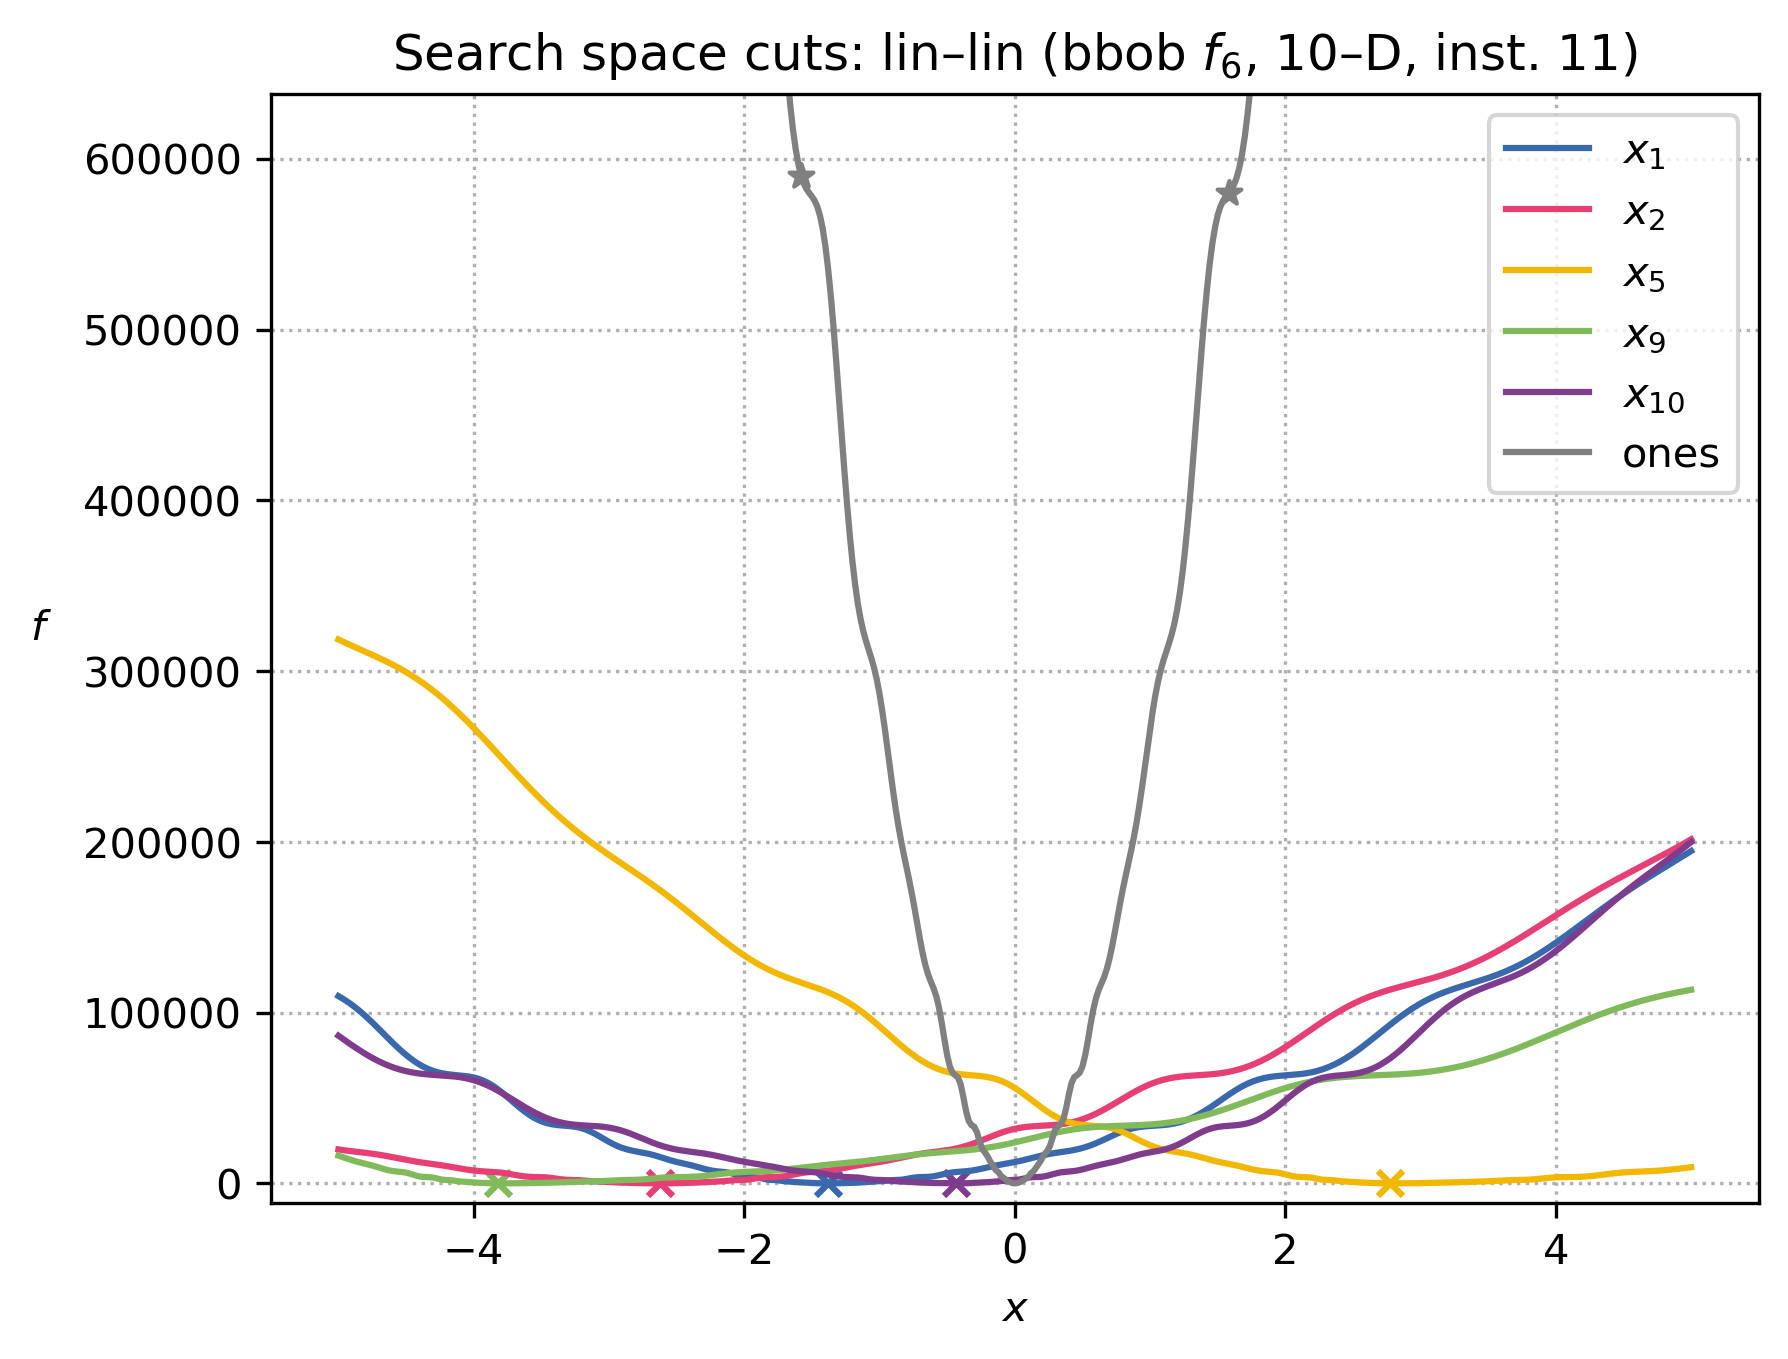 Search space cuts: lin–lin (bbob f₆, 10–D, inst. 11)
600000
500000
400000
300000
200000
100000
0
f
−4
−2
0
2
4
x
x₁
x₂
x₅
x₉
x₁₀
ones